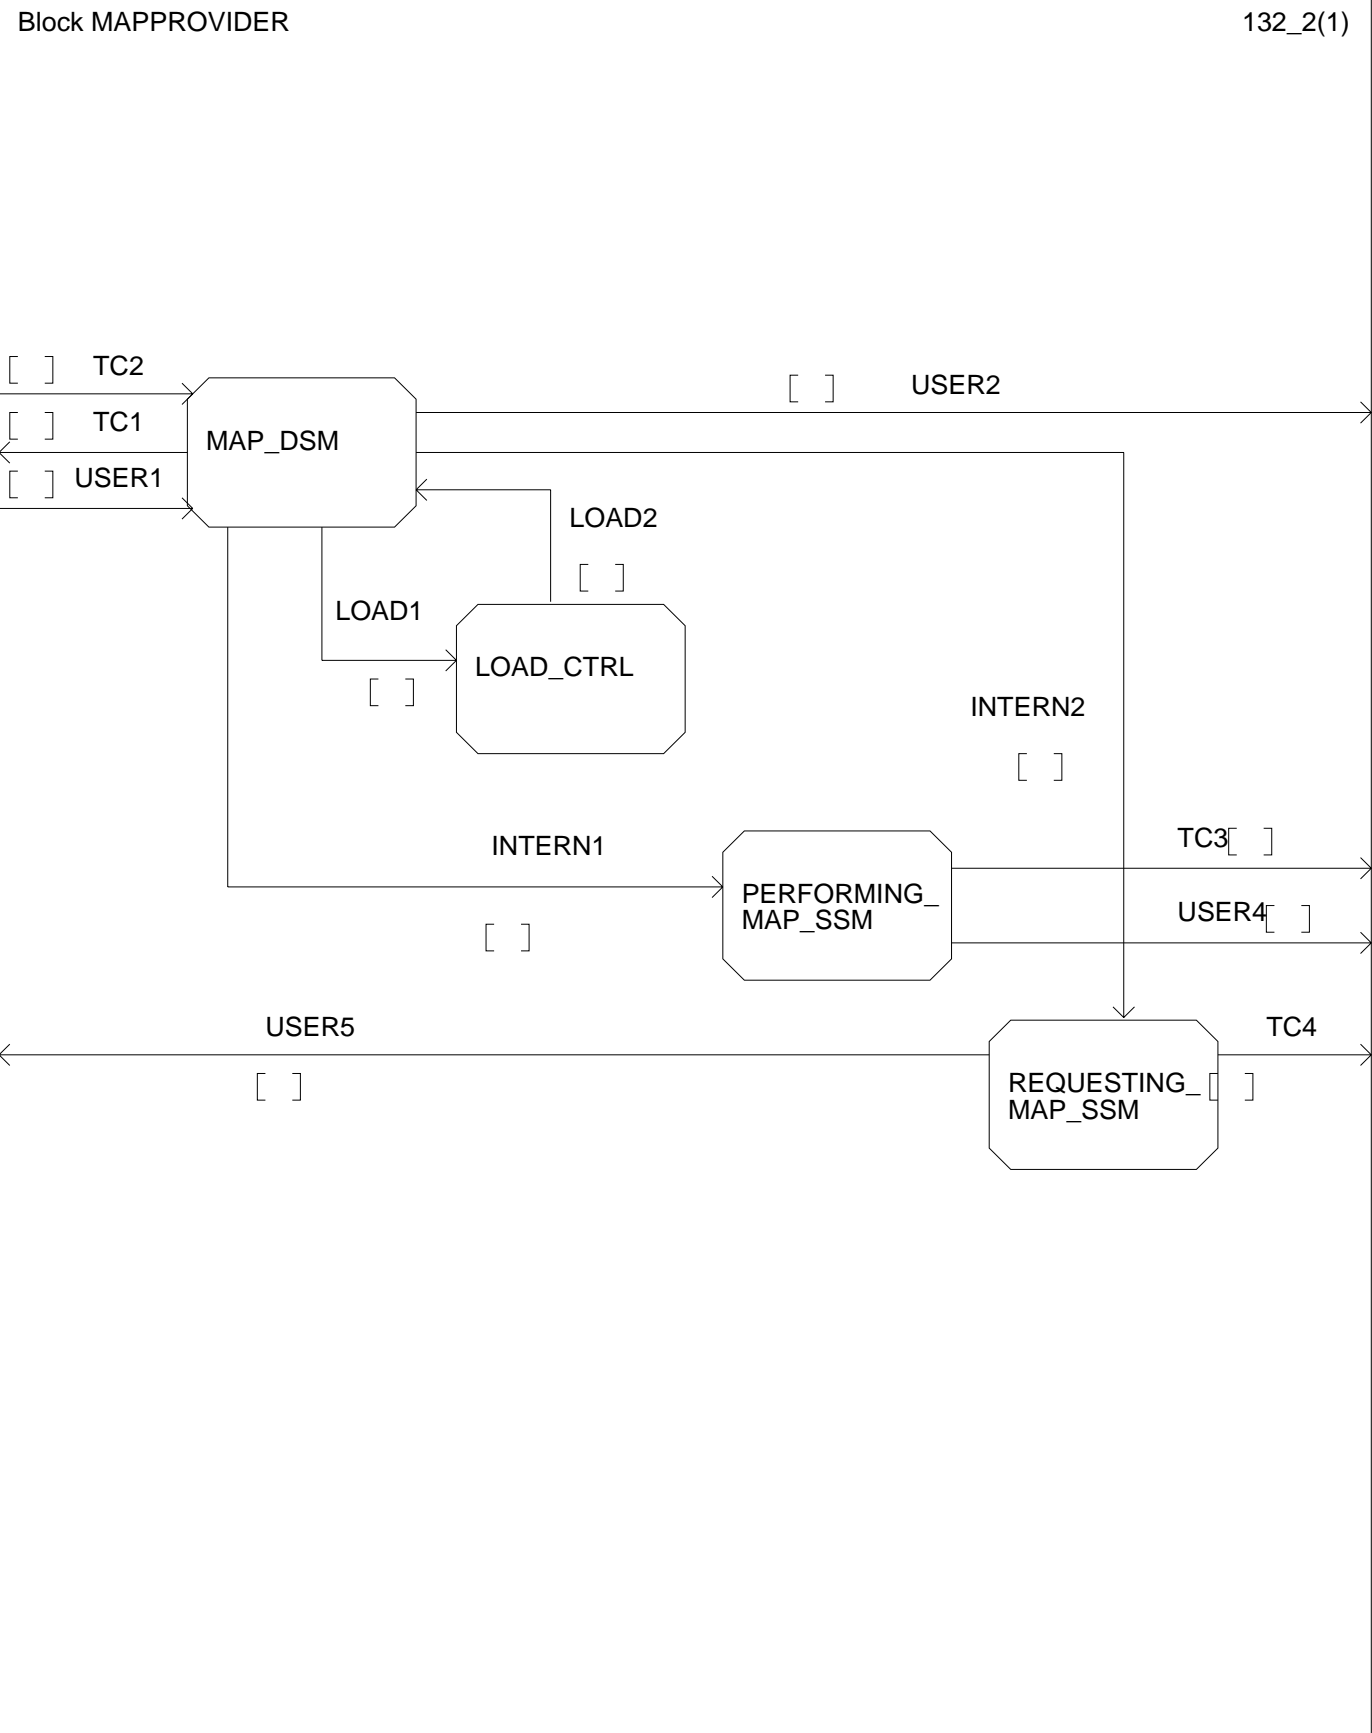 Block MAPPROVIDER
132_2(1)
[ ] TC2
[ ] USER2
[ ] TC1
MAP_DSM
[ ] USER1
LOAD2
[ ]
LOAD1
LOAD_CTRL
[ ]
INTERN2
[ ]
TC3[ ]
INTERN1
PERFORMING_
MAP_SSM
USER4[ ]
[ ]
USER5
TC4
[ ]
REQUESTING_
MAP_SSM
[ ]